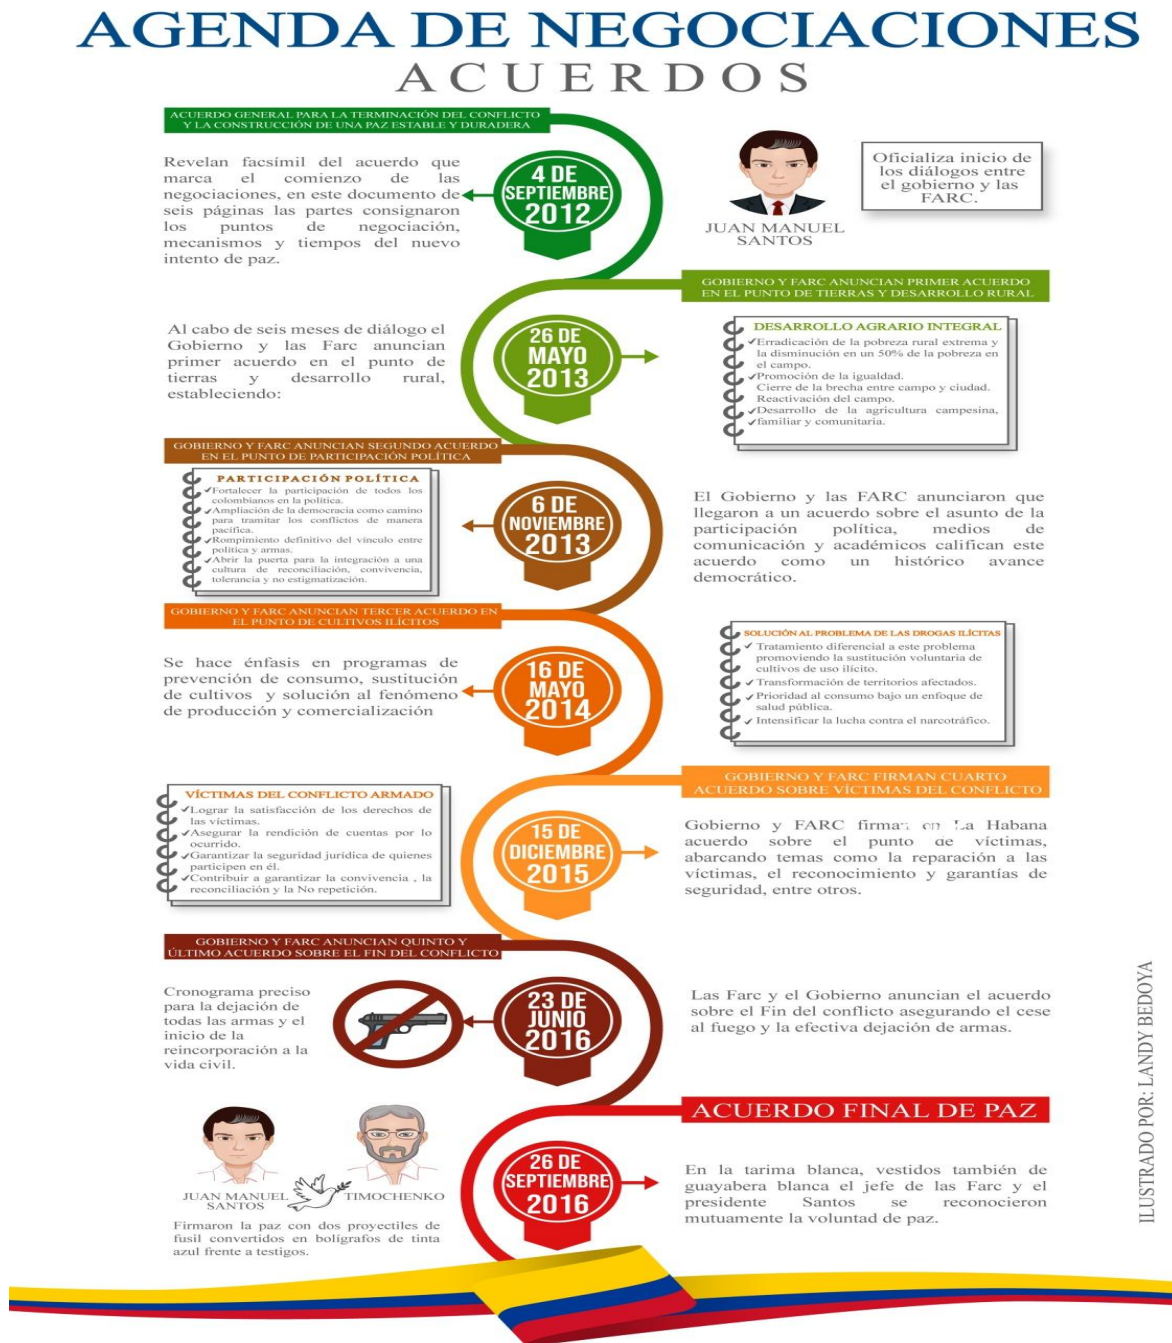 AGENDA DE NEGOCIACIONES
ACUERDOS
ACUERDO GENERAL PARA LA TERMINACIÓN DEL CONFLICTO
Y LA CONSTRUCCIÓN DE UNA PAZ ESTABLE Y DURADERA
Revelan facsímil del acuerdo que
marca el comienzo de las
negociaciones, en este documento de
seis páginas las partes consignaron
los puntos de negociación,
mecanismos y tiempos del nuevo
intento de paz.
4 DE
SEPTIEMBRE
2012
JUAN MANUEL
SANTOS
Oficializa inicio de
los diálogos entre
el gobierno y las
FARC.
GOBIERNO Y FARC ANUNCIAN PRIMER ACUERDO
EN EL PUNTO DE TIERRAS Y DESARROLLO RURAL
Al cabo de seis meses de diálogo el
Gobierno y las Farc anuncian
primer acuerdo en el punto de
tierras y desarrollo rural,
estableciendo:
26 DE
MAYO
2013
DESARROLLO AGRARIO INTEGRAL
✓Erradicación de la pobreza rural extrema y
la disminución en un 50% de la pobreza en
el campo.
✓Promoción de la igualdad.
Cierre de la brecha entre campo y ciudad.
Reactivación del campo.
✓Desarrollo de la agricultura campesina,
✓familiar y comunitaria.
GOBIERNO Y FARC ANUNCIAN SEGUNDO ACUERDO
EN EL PUNTO DE PARTICIPACIÓN POLÍTICA
PARTICIPACIÓN POLÍTICA
✓Fortalecer la participación de todos los
colombianos en la política.
✓Ampliación de la democracia como camino
para tramitar los conflictos de manera
pacífica.
✓Rompimiento definitivo del vínculo entre
política y armas.
✓Abrir la puerta para la integración a una
cultura de reconciliación, convivencia,
tolerancia y no estigmatización.
6 DE
NOVIEMBRE
2013
El Gobierno y las FARC anunciaron que
llegaron a un acuerdo sobre el asunto de la
participación política, medios de
comunicación y académicos califican este
acuerdo como un histórico avance
democrático.
GOBIERNO Y FARC ANUNCIAN TERCER ACUERDO EN
EL PUNTO DE CULTIVOS ILÍCITOS
Se hace énfasis en programas de
prevención de consumo, sustitución
de cultivos y solución al fenómeno
de producción y comercialización
16 DE
MAYO
2014
SOLUCIÓN AL PROBLEMA DE LAS DROGAS ILÍCITAS
✓ Tratamiento diferencial a este problema
promoviendo la sustitución voluntaria de
cultivos de uso ilícito.
✓Transformación de territorios afectados.
✓Prioridad al consumo bajo un enfoque de
salud pública.
✓ Intensificar la lucha contra el narcotráfico.
GOBIERNO Y FARC FIRMAN CUARTO
ACUERDO SOBRE VÍCTIMAS DEL CONFLICTO
VÍCTIMAS DEL CONFLICTO ARMADO
✓Lograr la satisfacción de los derechos de
las víctimas.
✓Asegurar la rendición de cuentas por lo
ocurrido.
✓Garantizar la seguridad jurídica de quienes
participen en él.
✓Contribuir a garantizar la convivencia , la
reconciliación y la No repetición.
15 DE
DICIEMBRE
2015
Gobierno y FARC firman en La Habana
acuerdo sobre el punto de víctimas,
abarcando temas como la reparación a las
víctimas, el reconocimiento y garantías de
seguridad, entre otros.
GOBIERNO Y FARC ANUNCIAN QUINTO Y
ÚLTIMO ACUERDO SOBRE EL FIN DEL CONFLICTO
Cronograma preciso
para la dejación de
todas las armas y el
inicio de la
reincorporación a la
vida civil.
23 DE
JUNIO
2016
Las Farc y el Gobierno anuncian el acuerdo
sobre el Fin del conflicto asegurando el cese
al fuego y la efectiva dejación de armas.
ACUERDO FINAL DE PAZ
JUAN MANUEL
SANTOS
TIMOCHENKO
Firmaron la paz con dos proyectiles de
fusil convertidos en bolígrafos de tinta
azul frente a testigos.
26 DE
SEPTIEMBRE
2016
En la tarima blanca, vestidos también de
guayabera blanca el jefe de las Farc y el
presidente Santos se reconocieron
mutuamente la voluntad de paz.
ILUSTRADO POR: LANDY BEDOYA